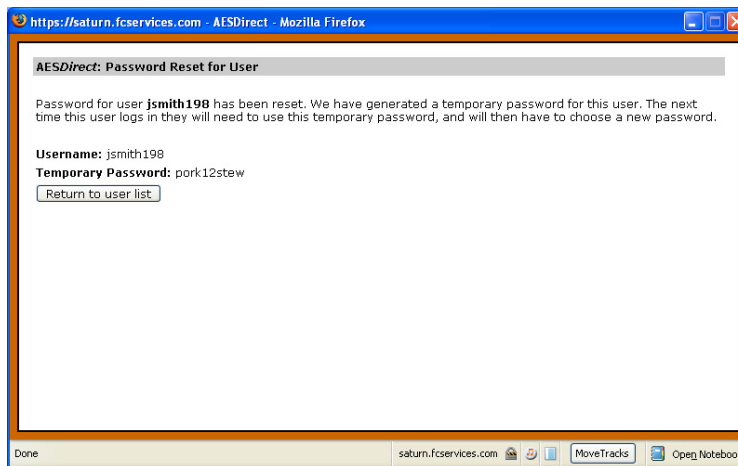 https://saturn.fcservices.com - AESDirect - Mozilla Firefox
AESDirect: Password Reset for User
Password for user jsmith198 has been reset. We have generated a temporary password for this user. The next
time this user logs in they will need to use this temporary password, and will then have to choose a new password.
Username: jsmith198
Temporary Password: pork12stew
Return to user list
Done saturn.fcservices.com MoveTracks Open Noteboo